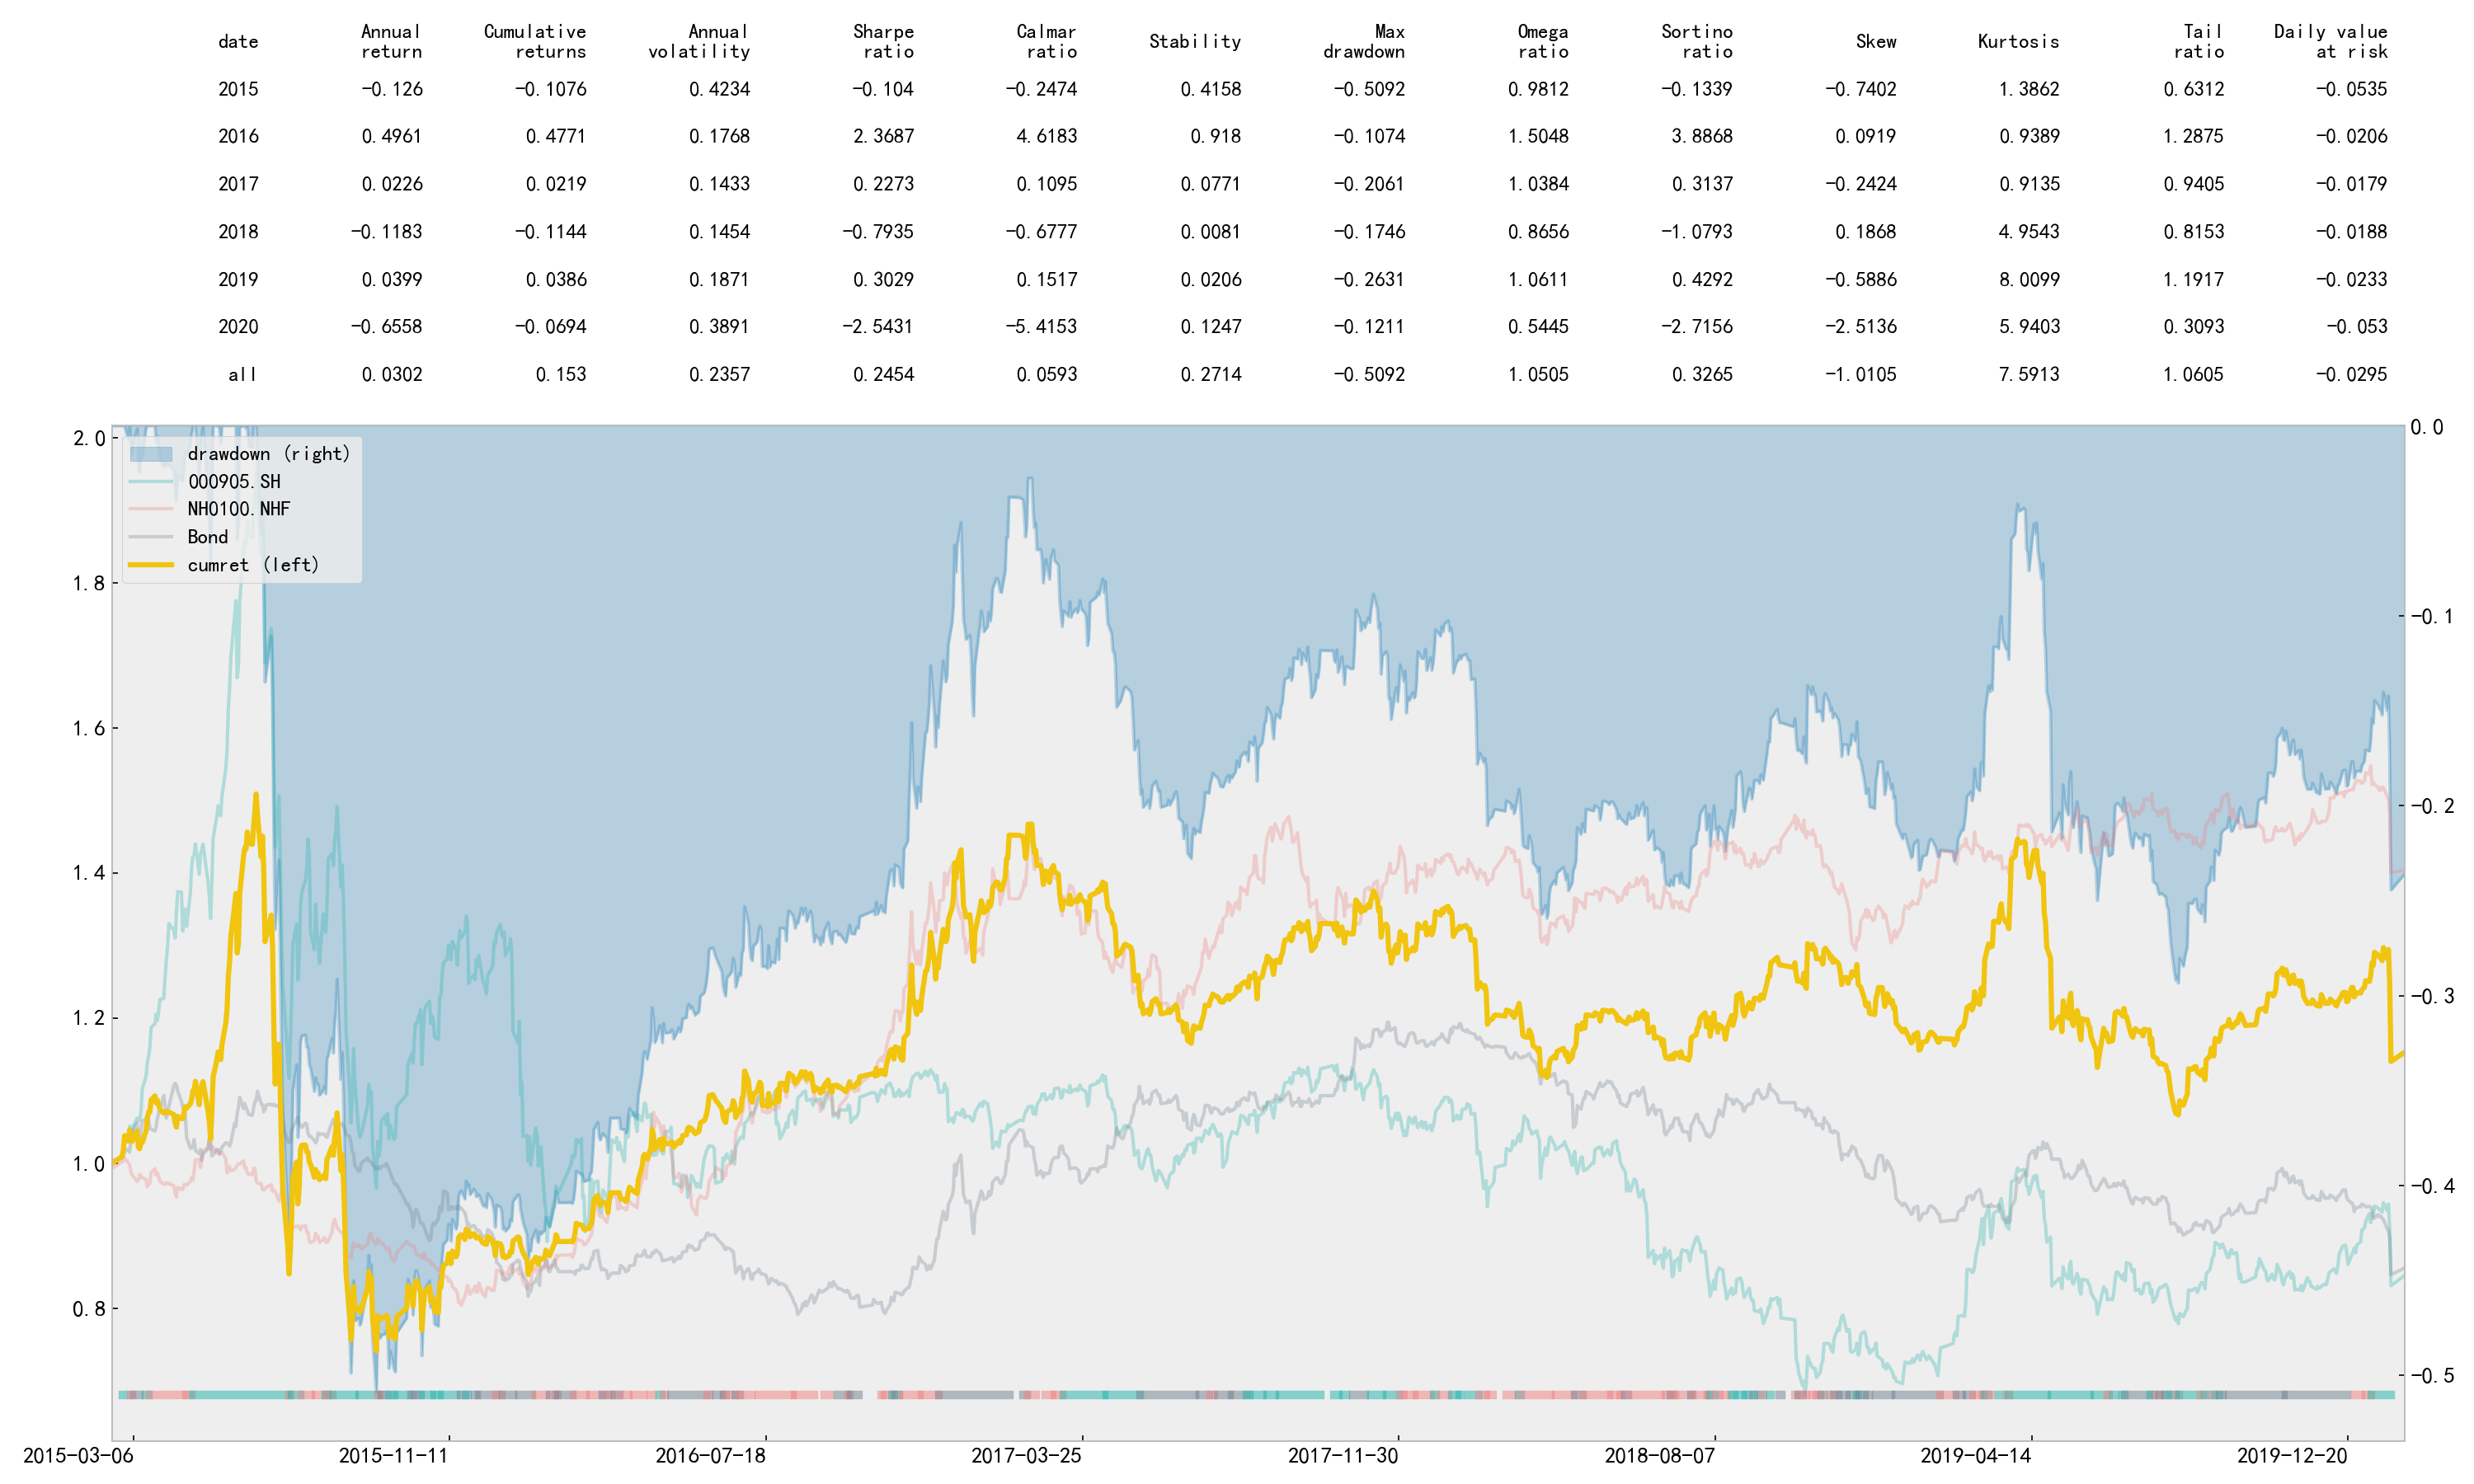 date Annual return Cumulative returns Annual volatility Sharpe ratio Calmar ratio Stability Max drawdown Omega ratio Sortino ratio Skew Kurtosis Tail ratio Daily value at risk
2015 -0.126 -0.1076 0.4234 -0.104 -0.2474 0.4158 -0.5092 0.9812 -0.1339 -0.7402 1.3862 0.6312 -0.0535
2016 0.4961 0.4771 0.1768 2.3687 4.6183 0.918 -0.1074 1.5048 3.8868 0.0919 0.9389 1.2875 -0.0206
2017 0.0226 0.0219 0.1433 0.2273 0.1095 0.0771 -0.2061 1.0384 0.3137 -0.2424 0.9135 0.9405 -0.0179
2018 -0.1183 -0.1144 0.1454 -0.7935 -0.6777 0.0081 -0.1746 0.8656 -1.0793 0.1868 4.9543 0.8153 -0.0188
2019 0.0399 0.0386 0.1871 0.3029 0.1517 0.0206 -0.2631 1.0611 0.4292 -0.5886 8.0099 1.1917 -0.0233
2020 -0.6558 -0.0694 0.3891 -2.5431 -5.4153 0.1247 -0.1211 0.5445 -2.7156 -2.5136 5.9403 0.3093 -0.053
all 0.0302 0.153 0.2357 0.2454 0.0593 0.2714 -0.5092 1.0505 0.3265 -1.0105 7.5913 1.0605 -0.0295
2.0
1.8
1.6
1.4
1.2
1.0
0.8
drawdown (right)
000905.SH
NH0100.NHF
Bond
cumret (left)
0.0
-0.1
-0.2
-0.3
-0.4
-0.5
2015-03-06 2015-11-11 2016-07-18 2017-03-25 2017-11-30 2018-08-07 2019-04-14 2019-12-20